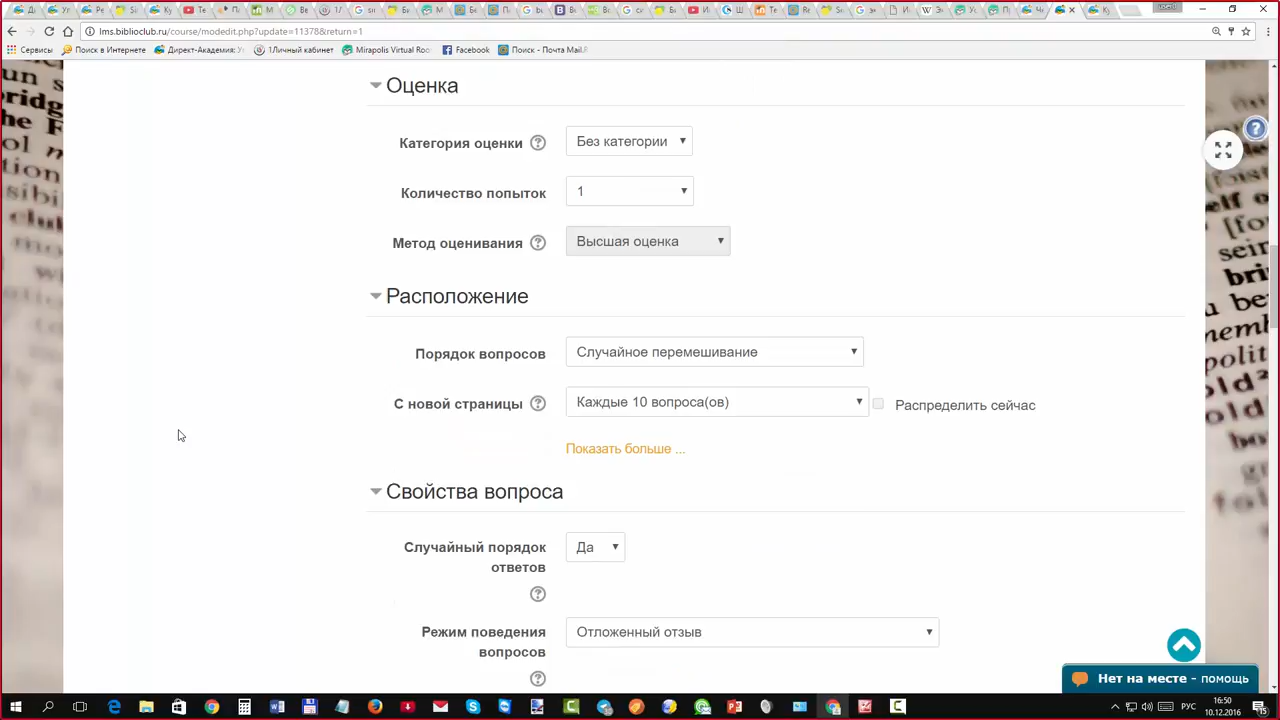 lms.biblioclub.ru/course/modedit.php?update=11378&return=1
Сервисы
Поиск в Интернете
Директ-Академия:
1Личный кабинет
Mirapolis Virtual Roo
Facebook
Поиск - Почта Mail.R
Оценка
Категория оценки
Без категории
Количество попыток
1
Метод оценивания
Высшая оценка
Расположение
Порядок вопросов
Случайное перемешивание
С новой страницы
Каждые 10 вопроса(ов)
Распределить сейчас
Показать больше ...
Свойства вопроса
Случайный порядок
ответов
Да
Режим поведения
вопросов
Отложенный отзыв
Нет на месте - помощь
РУС
16:50
10.12.2016